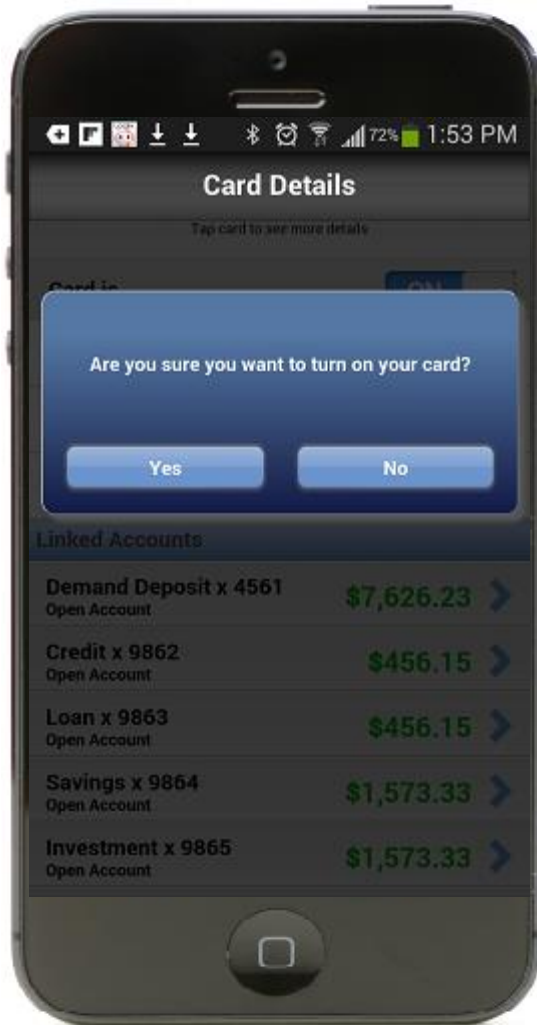 72% 1:53 PM
Card Details
Tap card to see more details
Card is ON
Are you sure you want to turn on your card?
Yes No
Linked Accounts
Demand Deposit x 4561 $7,626.23
Open Account
Credit x 9862 $456.15
Open Account
Loan x 9863 $456.15
Open Account
Savings x 9864 $1,573.33
Open Account
Investment x 9865 $1,573.33
Open Account